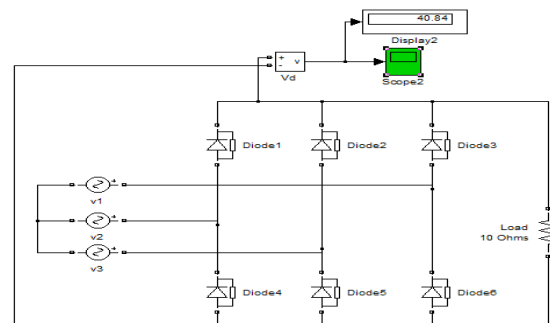 40.84
Display2
+
-
v
Vd
Scope2
Diode1
Diode2
Diode3
+
v1
+
v2
+
v3
Load
10 Ohms
Diode4
Diode5
Diode6